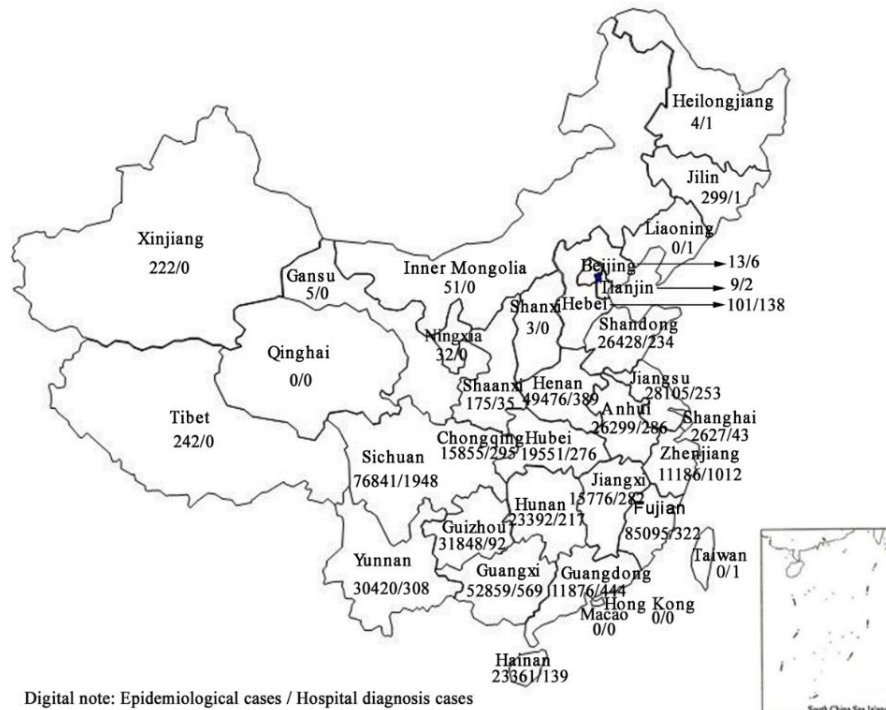 Heilongjiang
4/1
Jilin
299/1
Liaoning
0/1
Xinjiang
222/0
Gansu
5/0
Inner Mongolia
51/0
Beijing
13/6
Tianjin
9/2
Hebei
101/138
Shanxi
3/0
Shandong
26428/234
Ningxia
32/0
Qinghai
0/0
Shaanxi
175/35
Henan
49476/389
Jiangsu
28105/253
Anhui
26299/286
Shanghai
2627/43
Tibet
242/0
Sichuan
76841/1948
Chongqing
15855/295
Hubei
19551/276
Zhenjiang
11186/1012
Jiangxi
15776/282
Hunan
23392/217
Fujian
85095/322
Guizhou
31848/92
Taiwan
0/1
Yunnan
30420/308
Guangxi
52859/569
Guangdong
11876/444
Hong Kong
0/0
Macao
0/0
Hainan
23361/139
Digital note: Epidemiological cases / Hospital diagnosis cases
South China Sea Island